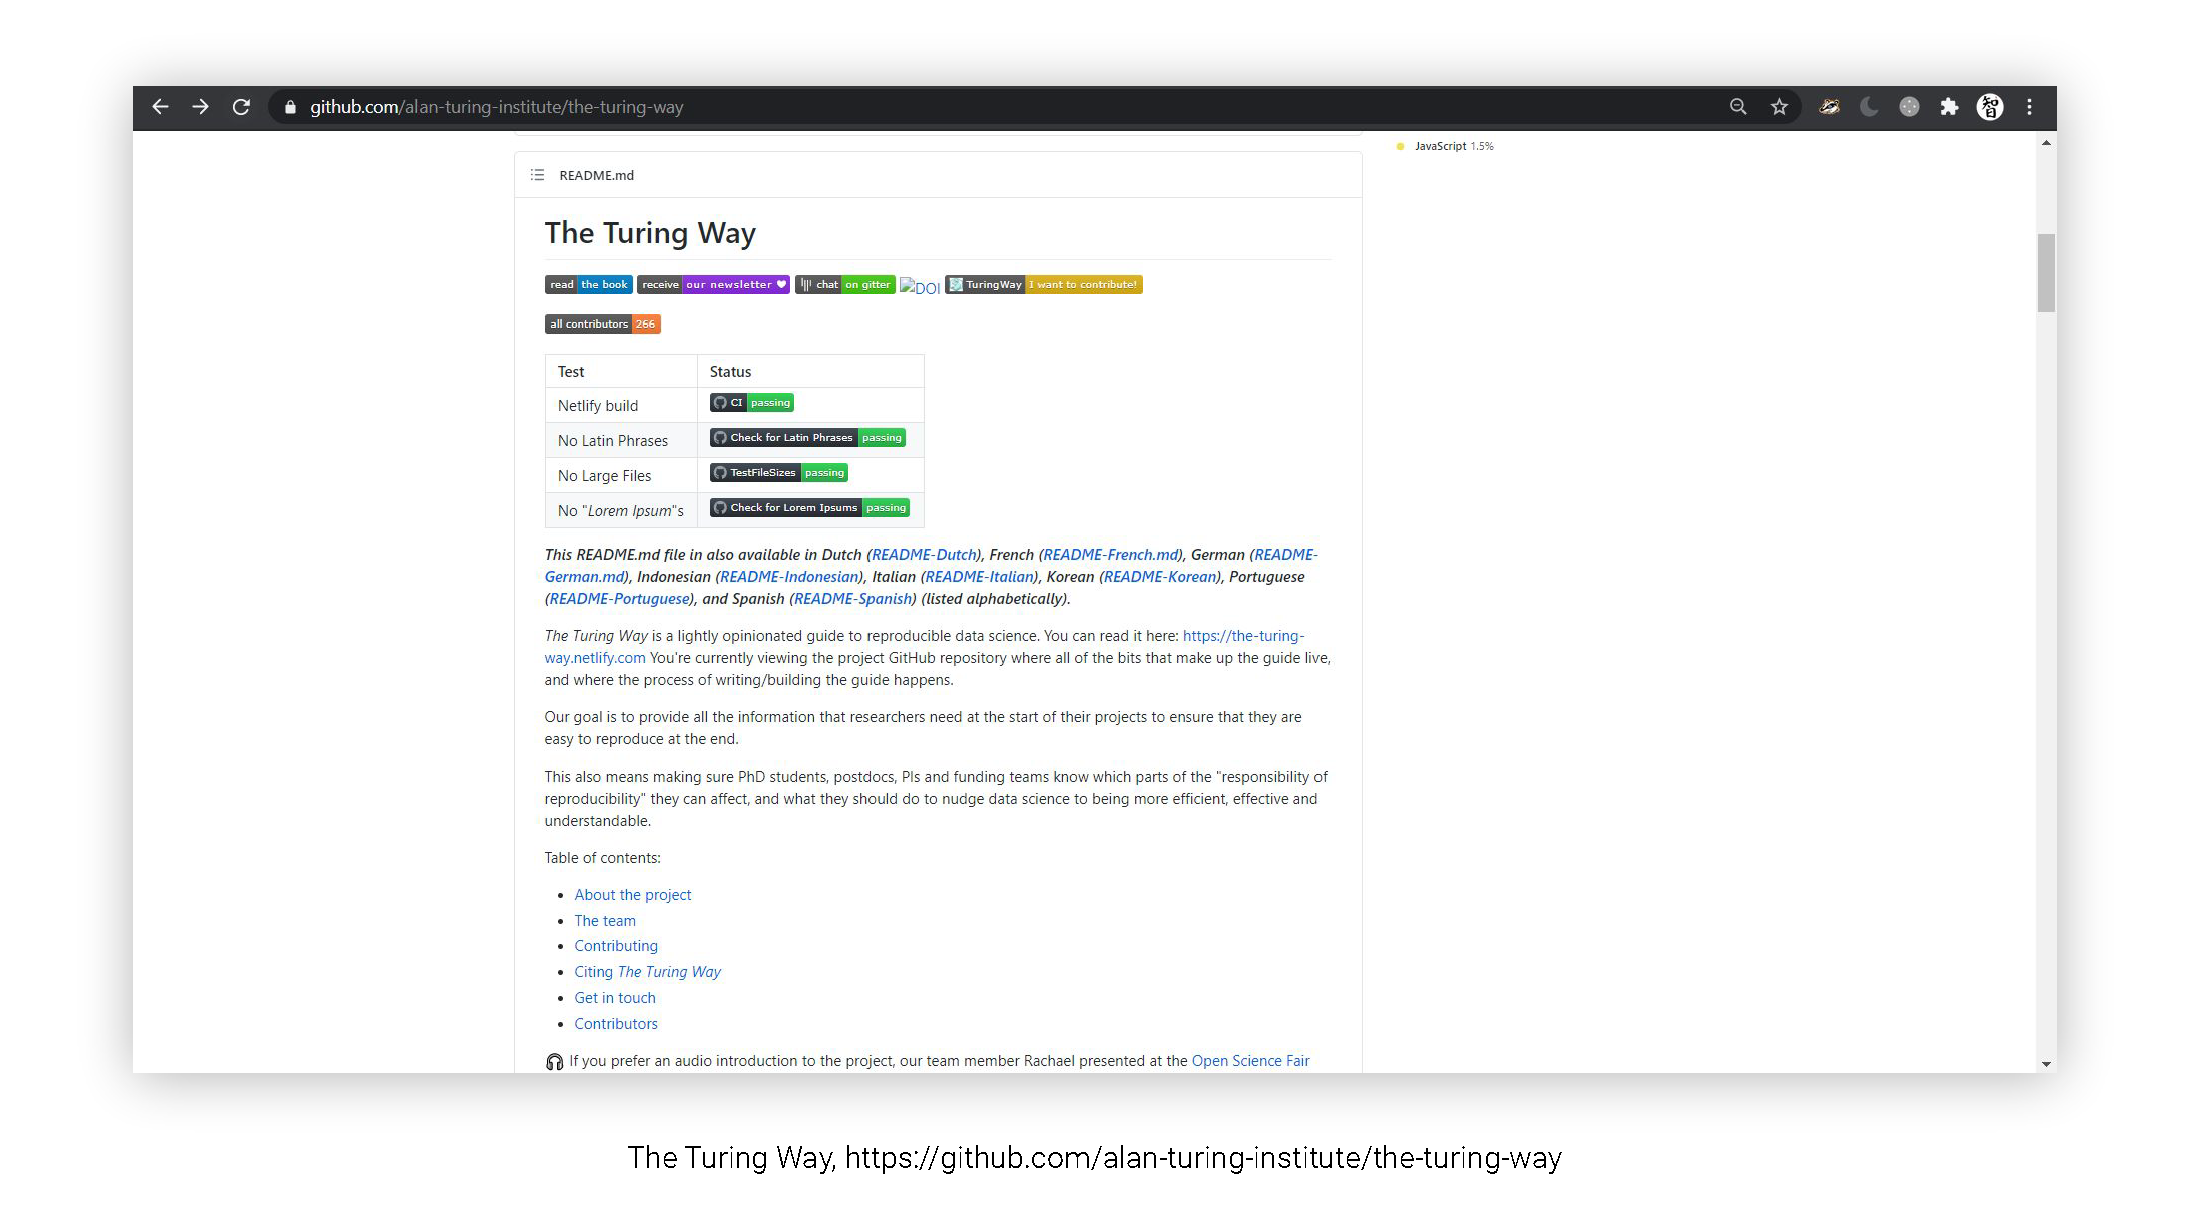 github.com/alan-turing-institute/the-turing-way
智
JavaScript 1.5%
README.md
The Turing Way
read the book receive our newsletter chat on gitter DOI TuringWay I want to contribute!
all contributors 266
Test Status
Netlify build CI passing
No Latin Phrases Check for Latin Phrases passing
No Large Files TestFileSizes passing
No "Lorem Ipsum"s Check for Lorem Ipsums passing
This README.md file in also available in Dutch (README-Dutch), French (README-French.md), German (README-
German.md), Indonesian (README-Indonesian), Italian (README-Italian), Korean (README-Korean), Portuguese
(README-Portuguese), and Spanish (README-Spanish) (listed alphabetically).
The Turing Way is a lightly opinionated guide to reproducible data science. You can read it here: https://the-turing-
way.netlify.com You're currently viewing the project GitHub repository where all of the bits that make up the guide live,
and where the process of writing/building the guide happens.
Our goal is to provide all the information that researchers need at the start of their projects to ensure that they are
easy to reproduce at the end.
This also means making sure PhD students, postdocs, PIs and funding teams know which parts of the "responsibility of
reproducibility" they can affect, and what they should do to nudge data science to being more efficient, effective and
understandable.
Table of contents:
• About the project
• The team
• Contributing
• Citing The Turing Way
• Get in touch
• Contributors
🎧 If you prefer an audio introduction to the project, our team member Rachael presented at the Open Science Fair
The Turing Way, https://github.com/alan-turing-institute/the-turing-way